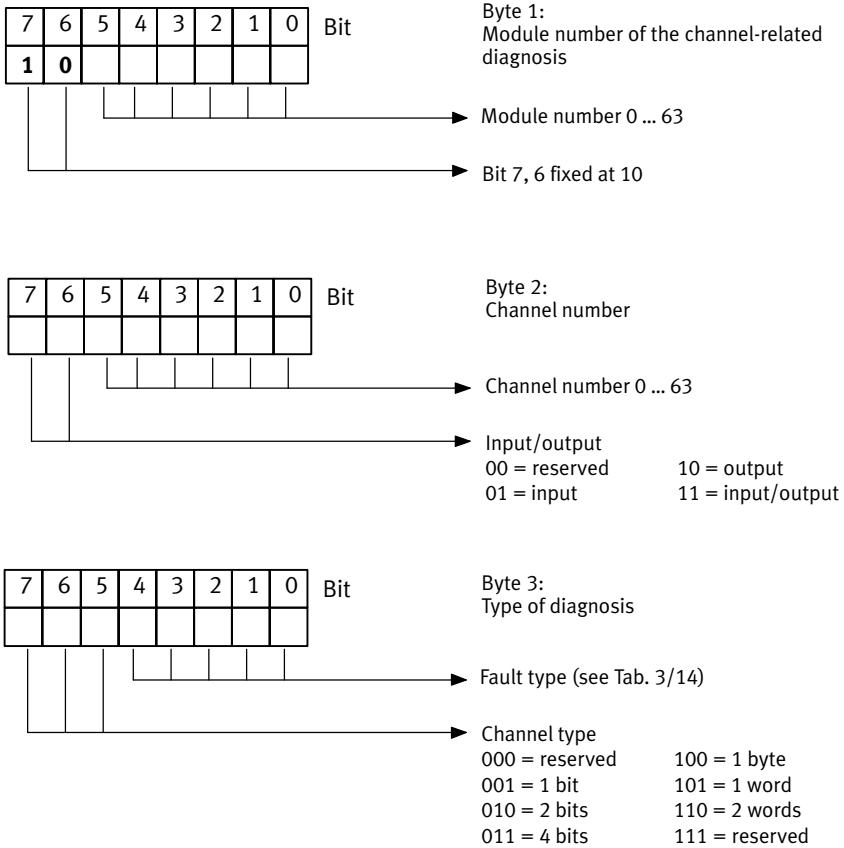 7 6 5 4 3 2 1 0 Bit
1 0
Byte 1:
Module number of the channel-related
diagnosis
Module number 0 ... 63
Bit 7, 6 fixed at 10
7 6 5 4 3 2 1 0 Bit
Byte 2:
Channel number
Channel number 0 ... 63
Input/output
00 = reserved 10 = output
01 = input 11 = input/output
7 6 5 4 3 2 1 0 Bit
Byte 3:
Type of diagnosis
Fault type (see Tab. 3/14)
Channel type
000 = reserved 100 = 1 byte
001 = 1 bit 101 = 1 word
010 = 2 bits 110 = 2 words
011 = 4 bits 111 = reserved